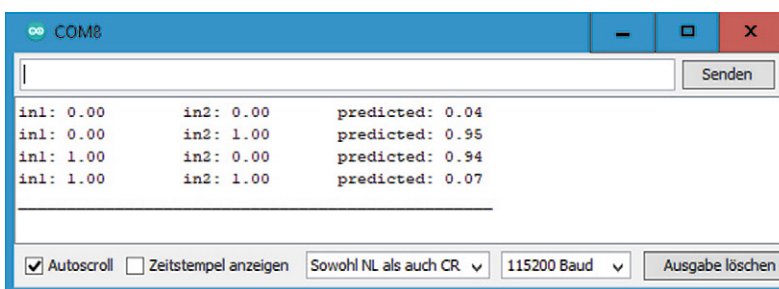 COM8
Senden
in1: 0.00 in2: 0.00 predicted: 0.04
in1: 0.00 in2: 1.00 predicted: 0.95
in1: 1.00 in2: 0.00 predicted: 0.94
in1: 1.00 in2: 1.00 predicted: 0.07
Autoscroll Zeitstempel anzeigen Sowohl NL als auch CR 115200 Baud Ausgabe löschen